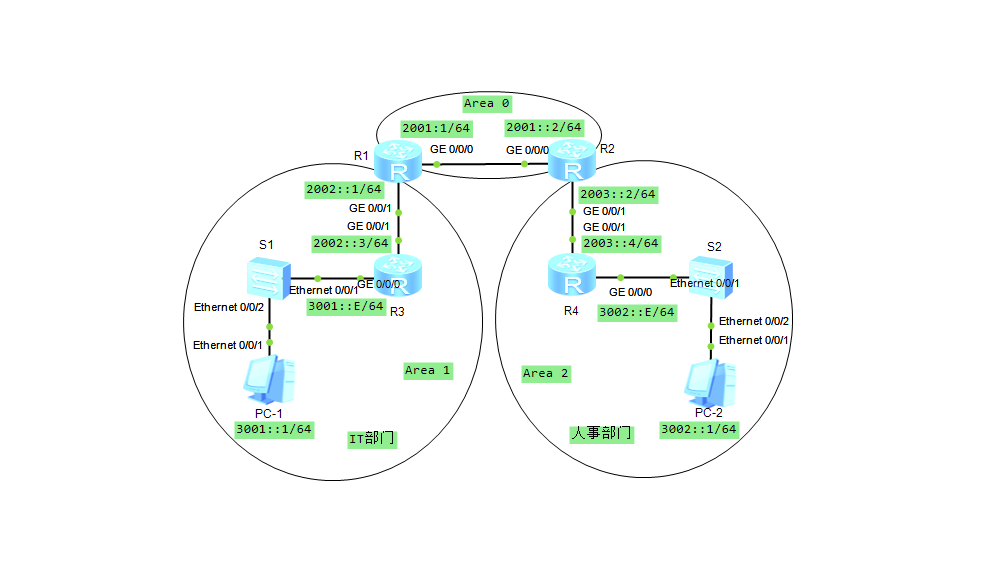 Area 0
2001:1/64
2001::2/64
GE 0/0/0
GE 0/0/0
R1
R2
R
R
2002::1/64
2003::2/64
GE 0/0/1
GE 0/0/1
GE 0/0/1
GE 0/0/1
2002::3/64
2003::4/64
S1
S2
Ethernet 0/0/1
GE 0/0/0
R
R
GE 0/0/0
Ethernet 0/0/1
3001::E/64
R3
R4
3002::E/64
Ethernet 0/0/2
Ethernet 0/0/2
Ethernet 0/0/1
Ethernet 0/0/1
Area 1
Area 2
PC-1
PC-2
3001::1/64
3002::1/64
IT部门
人事部门